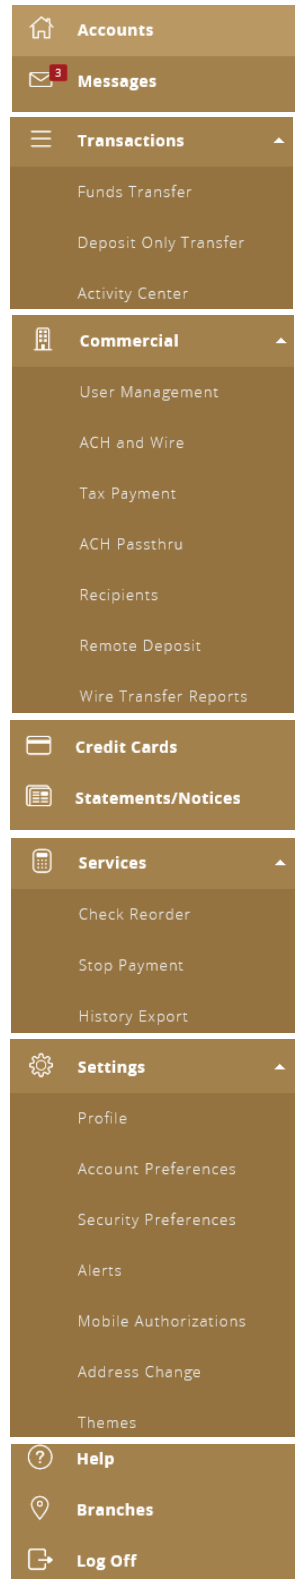 Accounts
3
Messages
Transactions
Funds Transfer
Deposit Only Transfer
Activity Center
Commercial
User Management
ACH and Wire
Tax Payment
ACH Passthru
Recipients
Remote Deposit
Wire Transfer Reports
Credit Cards
Statements/Notices
Services
Check Reorder
Stop Payment
History Export
Settings
Profile
Account Preferences
Security Preferences
Alerts
Mobile Authorizations
Address Change
Themes
? Help
Branches
Log Off